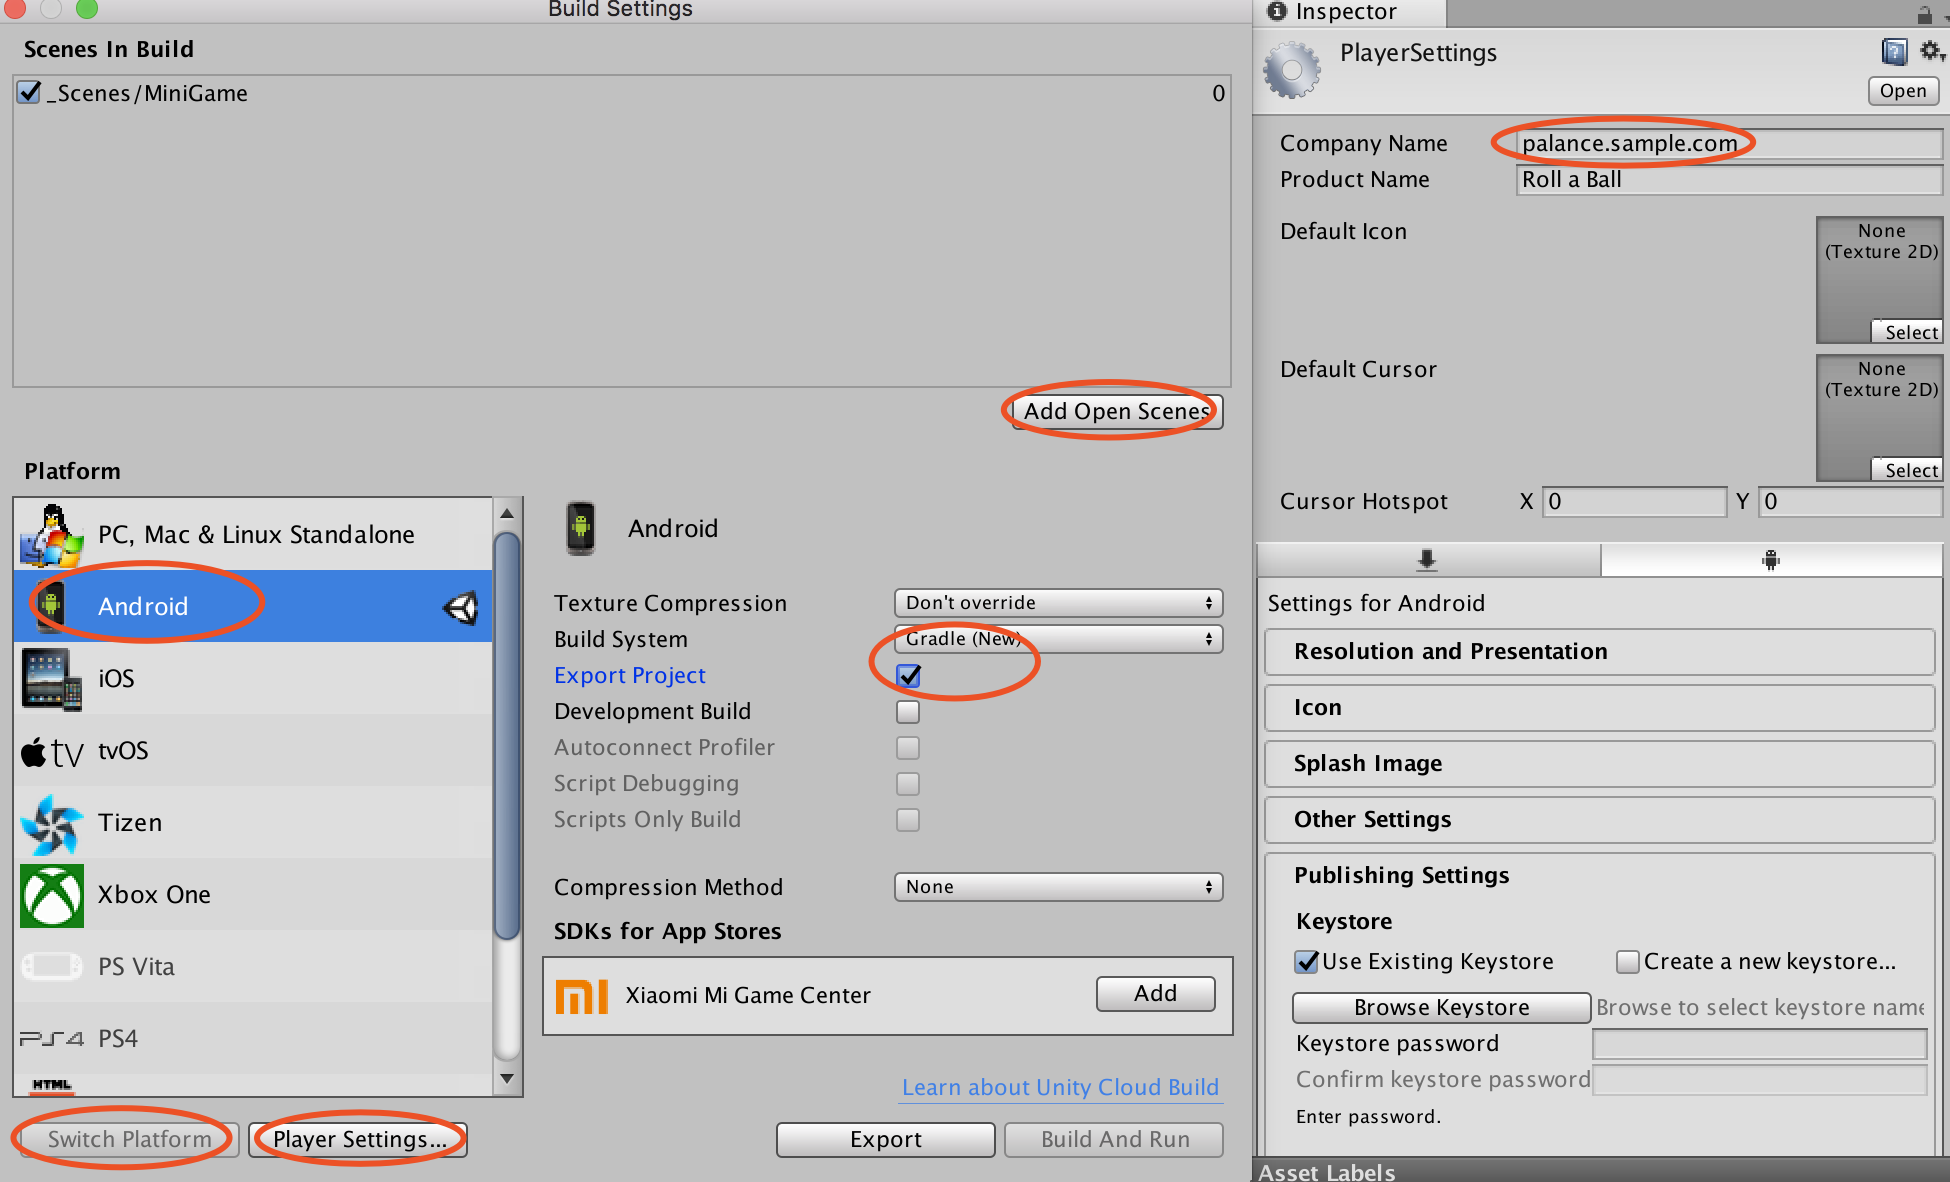 Build Settings
Scenes In Build
_Scenes/MiniGame 0
Add Open Scenes
Platform
PC, Mac & Linux Standalone
Android
iOS
tv tvOS
Tizen
Xbox One
PS Vita
PS4 PS4
HTML
Switch Platform
Player Settings...
Android
Texture Compression Don't override
Build System Gradle (New)
Export Project
Development Build
Autoconnect Profiler
Script Debugging
Scripts Only Build
Compression Method None
SDKs for App Stores
Xiaomi Mi Game Center Add
Learn about Unity Cloud Build
Export Build And Run
Inspector
PlayerSettings
Open
Company Name palance.sample.com
Product Name Roll a Ball
Default Icon
None
(Texture 2D)
Select
Default Cursor
None
(Texture 2D)
Select
Cursor Hotspot X 0 Y 0
Settings for Android
Resolution and Presentation
Icon
Splash Image
Other Settings
Publishing Settings
Keystore
Use Existing Keystore Create a new keystore...
Browse Keystore Browse to select keystore name
Keystore password
Confirm keystore password
Enter password.
Asset Labels